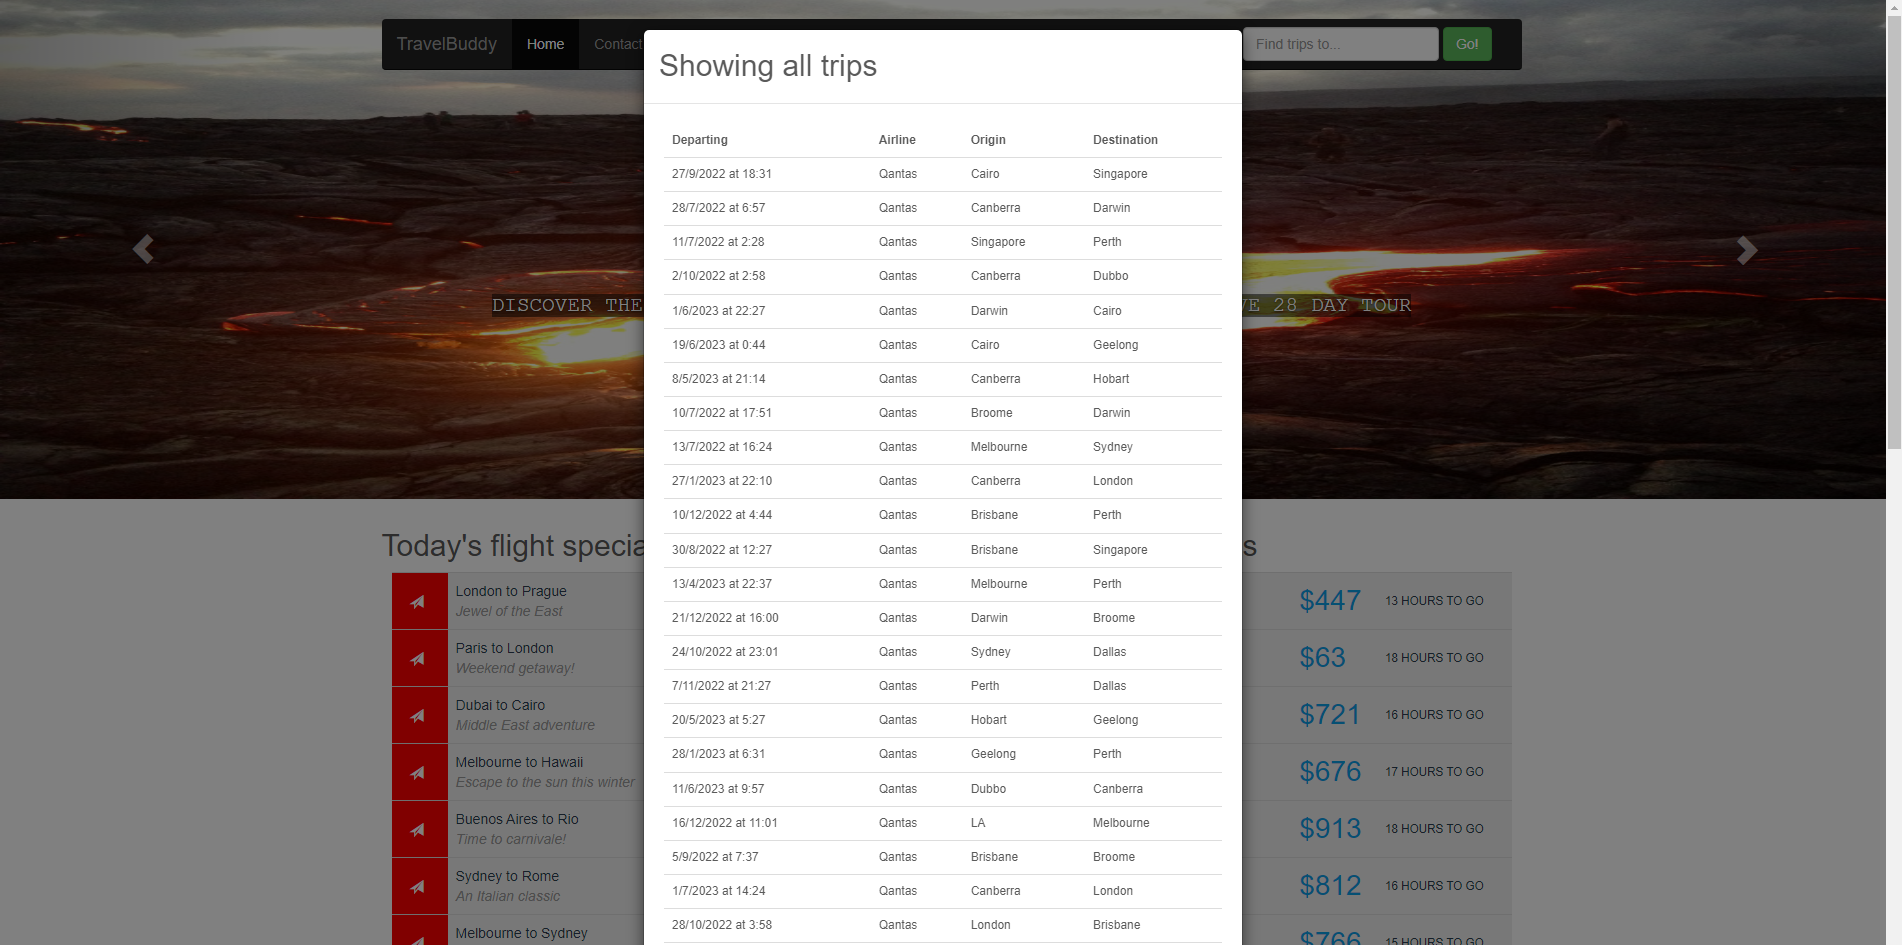 TravelBuddy Home Contact Find trips to... Go!
Showing all trips
DISCOVER THE
VE 28 DAY TOUR
Departing Airline Origin Destination
27/9/2022 at 18:31 Qantas Cairo Singapore
28/7/2022 at 6:57 Qantas Canberra Darwin
11/7/2022 at 2:28 Qantas Singapore Perth
2/10/2022 at 2:58 Qantas Canberra Dubbo
1/6/2023 at 22:27 Qantas Darwin Cairo
19/6/2023 at 0:44 Qantas Cairo Geelong
8/5/2023 at 21:14 Qantas Canberra Hobart
10/7/2022 at 17:51 Qantas Broome Darwin
13/7/2022 at 16:24 Qantas Melbourne Sydney
27/1/2023 at 22:10 Qantas Canberra London
10/12/2022 at 4:44 Qantas Brisbane Perth
30/8/2022 at 12:27 Qantas Brisbane Singapore
13/4/2023 at 22:37 Qantas Melbourne Perth
21/12/2022 at 16:00 Qantas Darwin Broome
24/10/2022 at 23:01 Qantas Sydney Dallas
7/11/2022 at 21:27 Qantas Perth Dallas
20/5/2023 at 5:27 Qantas Hobart Geelong
28/1/2023 at 6:31 Qantas Geelong Perth
11/6/2023 at 9:57 Qantas Dubbo Canberra
16/12/2022 at 11:01 Qantas LA Melbourne
5/9/2022 at 7:37 Qantas Brisbane Broome
1/7/2023 at 14:24 Qantas Canberra London
28/10/2022 at 3:58 Qantas London Brisbane
Today's flight specia
London to Prague
Jewel of the East
Paris to London
Weekend getaway!
Dubai to Cairo
Middle East adventure
Melbourne to Hawaii
Escape to the sun this winter
Buenos Aires to Rio
Time to carnivale!
Sydney to Rome
An Italian classic
Melbourne to Sydney
s
$447 13 HOURS TO GO
$63 18 HOURS TO GO
$721 16 HOURS TO GO
$676 17 HOURS TO GO
$913 18 HOURS TO GO
$812 16 HOURS TO GO
$766 15 HOURS TO GO